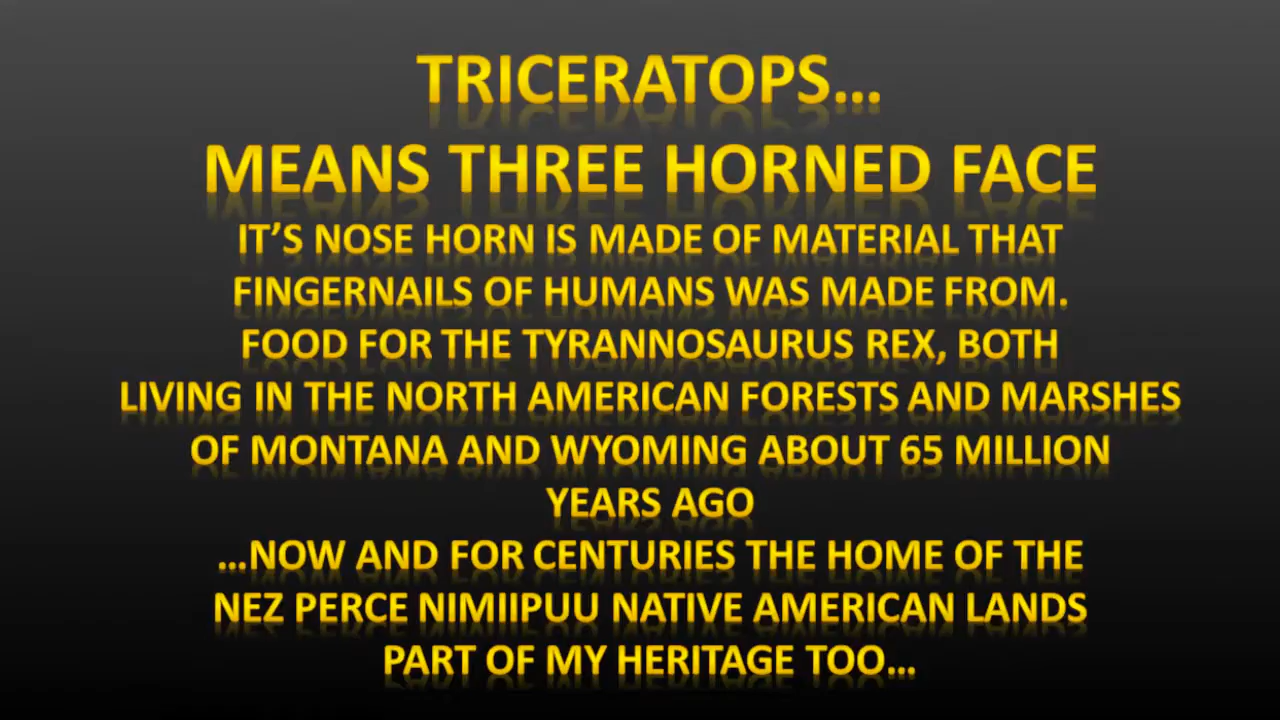 TRICERATOPS…
MEANS THREE HORNED FACE
IT’S NOSE HORN IS MADE OF MATERIAL THAT
FINGERNAILS OF HUMANS WAS MADE FROM.
FOOD FOR THE TYRANNOSAURUS REX, BOTH
LIVING IN THE NORTH AMERICAN FORESTS AND MARSHES
OF MONTANA AND WYOMING ABOUT 65 MILLION
YEARS AGO
…NOW AND FOR CENTURIES THE HOME OF THE
NEZ PERCE NIMIIPUU NATIVE AMERICAN LANDS
PART OF MY HERITAGE TOO…